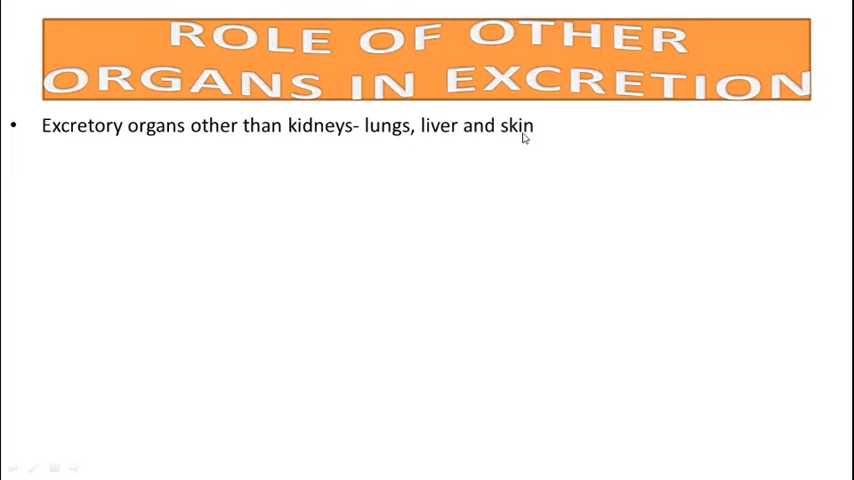 ROLE OF OTHER
ORGANS IN EXCRETION
• Excretory organs other than kidneys- lungs, liver and skin